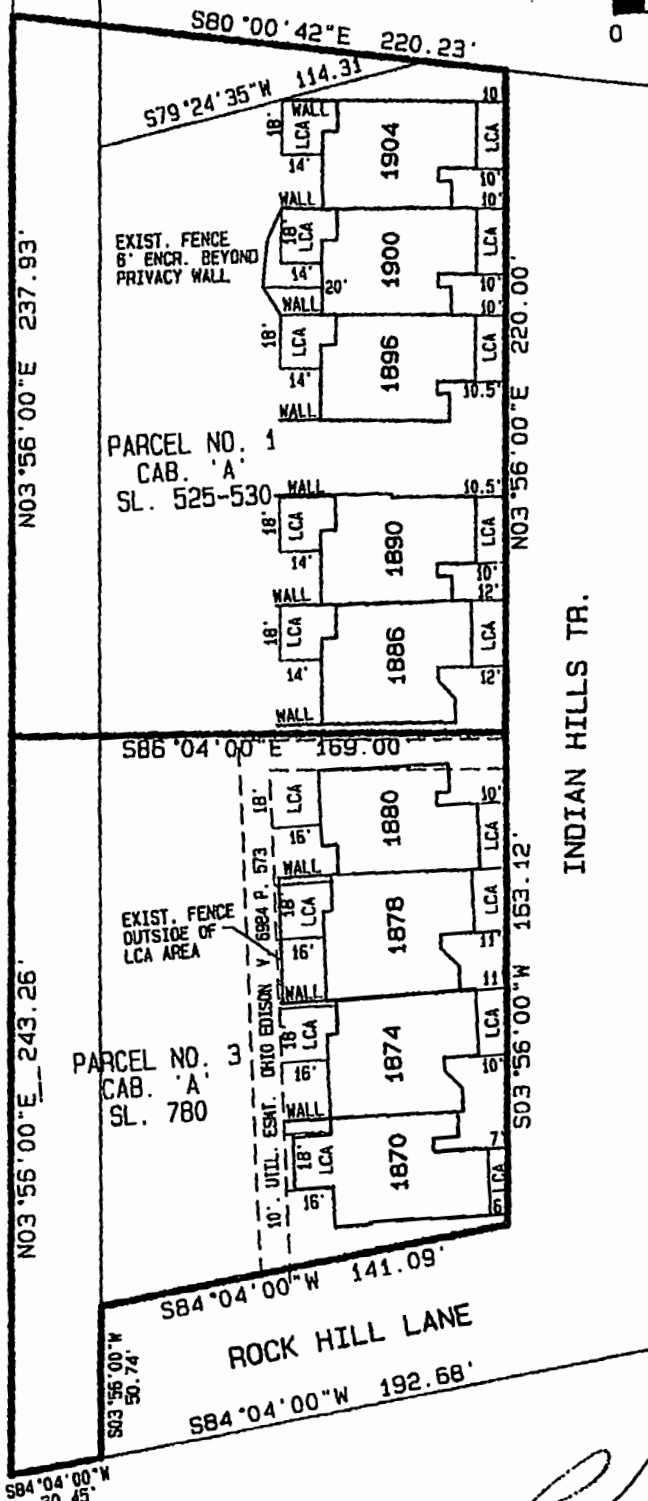 S80°00'42"E 220.23'
0
S79°24'35"W 114.31
10
18'
WALL
LCA
1904
LCA
14'
10'
WALL
10'
EXIST. FENCE
6' ENCR. BEYOND
PRIVACY WALL
18'
LCA
1900
LCA
14'
20'
10'
WALL
10'
N03°56'00"E 237.93'
N03°56'00"E 220.00'
18'
LCA
1896
LCA
14'
10.5'
WALL
PARCEL NO. 1
CAB. 'A'
SL. 525-530
WALL
10.5'
18'
LCA
1890
LCA
14'
10'
WALL
12'
18'
LCA
1886
LCA
14'
12'
WALL
INDIAN HILLS TR.
S86°04'00"E 169.00'
18'
LCA
1880
10'
LCA
16'
WALL
EXIST. FENCE
OUTSIDE OF
LCA AREA
18'
LCA
1878
LCA
16'
11'
WALL
11'
S03°56'00"W 163.12'
10' UTIL. ESMT. OHIO EDISON V. 6984 P. 573
N03°56'00"E 243.26'
PARCEL NO. 3
CAB. 'A'
SL. 780
18'
LCA
1874
LCA
16'
10'
WALL
18'
LCA
1870
7'
LCA
16'
6'
S84°04'00"W 141.09'
ROCK HILL LANE
S03°56'00"W
50.74'
S84°04'00"W 192.68'
S84°04'00"W